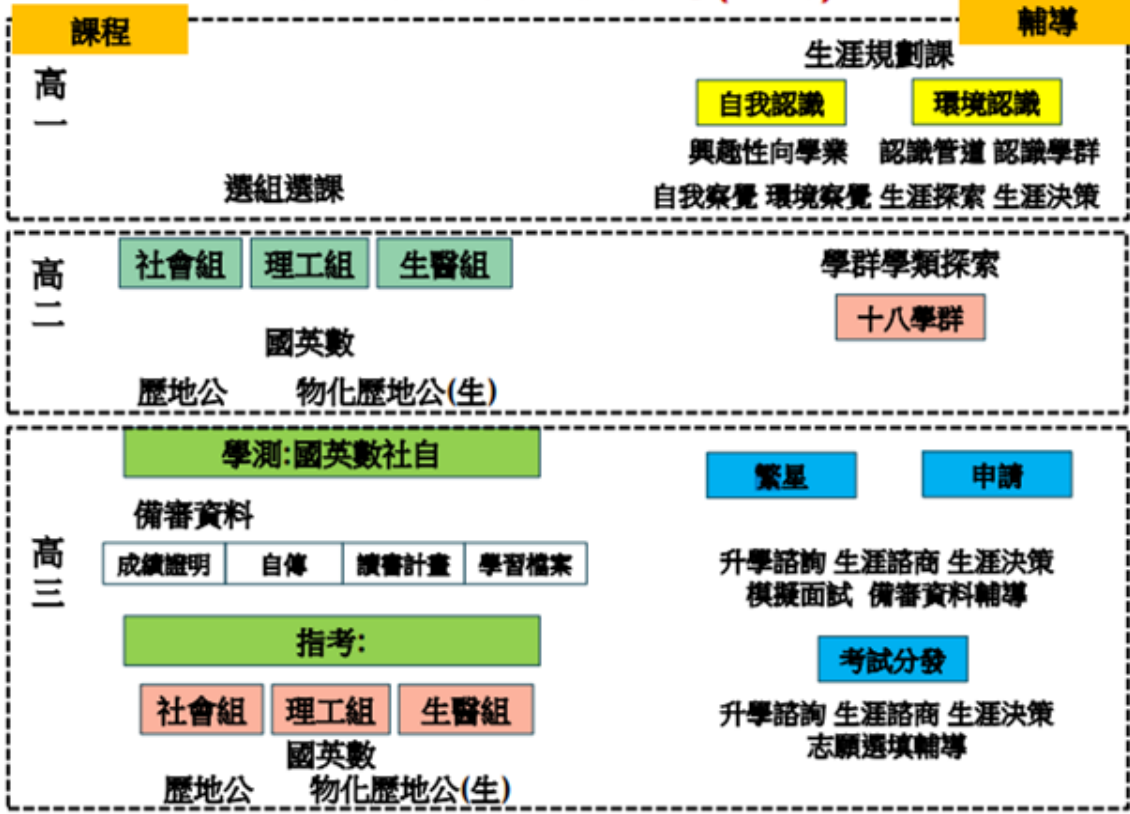 課程
輔導
高一
生涯規劃課
自我認識 環境認識
興趣性向學業 認識管道 認識學群
選組選課
自我察覺 環境察覺 生涯探索 生涯決策
高二
社會組 理工組 生醫組
國英數
歷地公 物化歷地公(生)
學群學類探索
十八學群
高三
學測:國英數社自
備審資料
成績證明 自傳 讀書計畫 學習檔案
指考:
社會組 理工組 生醫組
國英數
歷地公 物化歷地公(生)
繁星 申請
升學諮詢 生涯諮商 生涯決策
模擬面試 備審資料輔導
考試分發
升學諮詢 生涯諮商 生涯決策
志願選填輔導